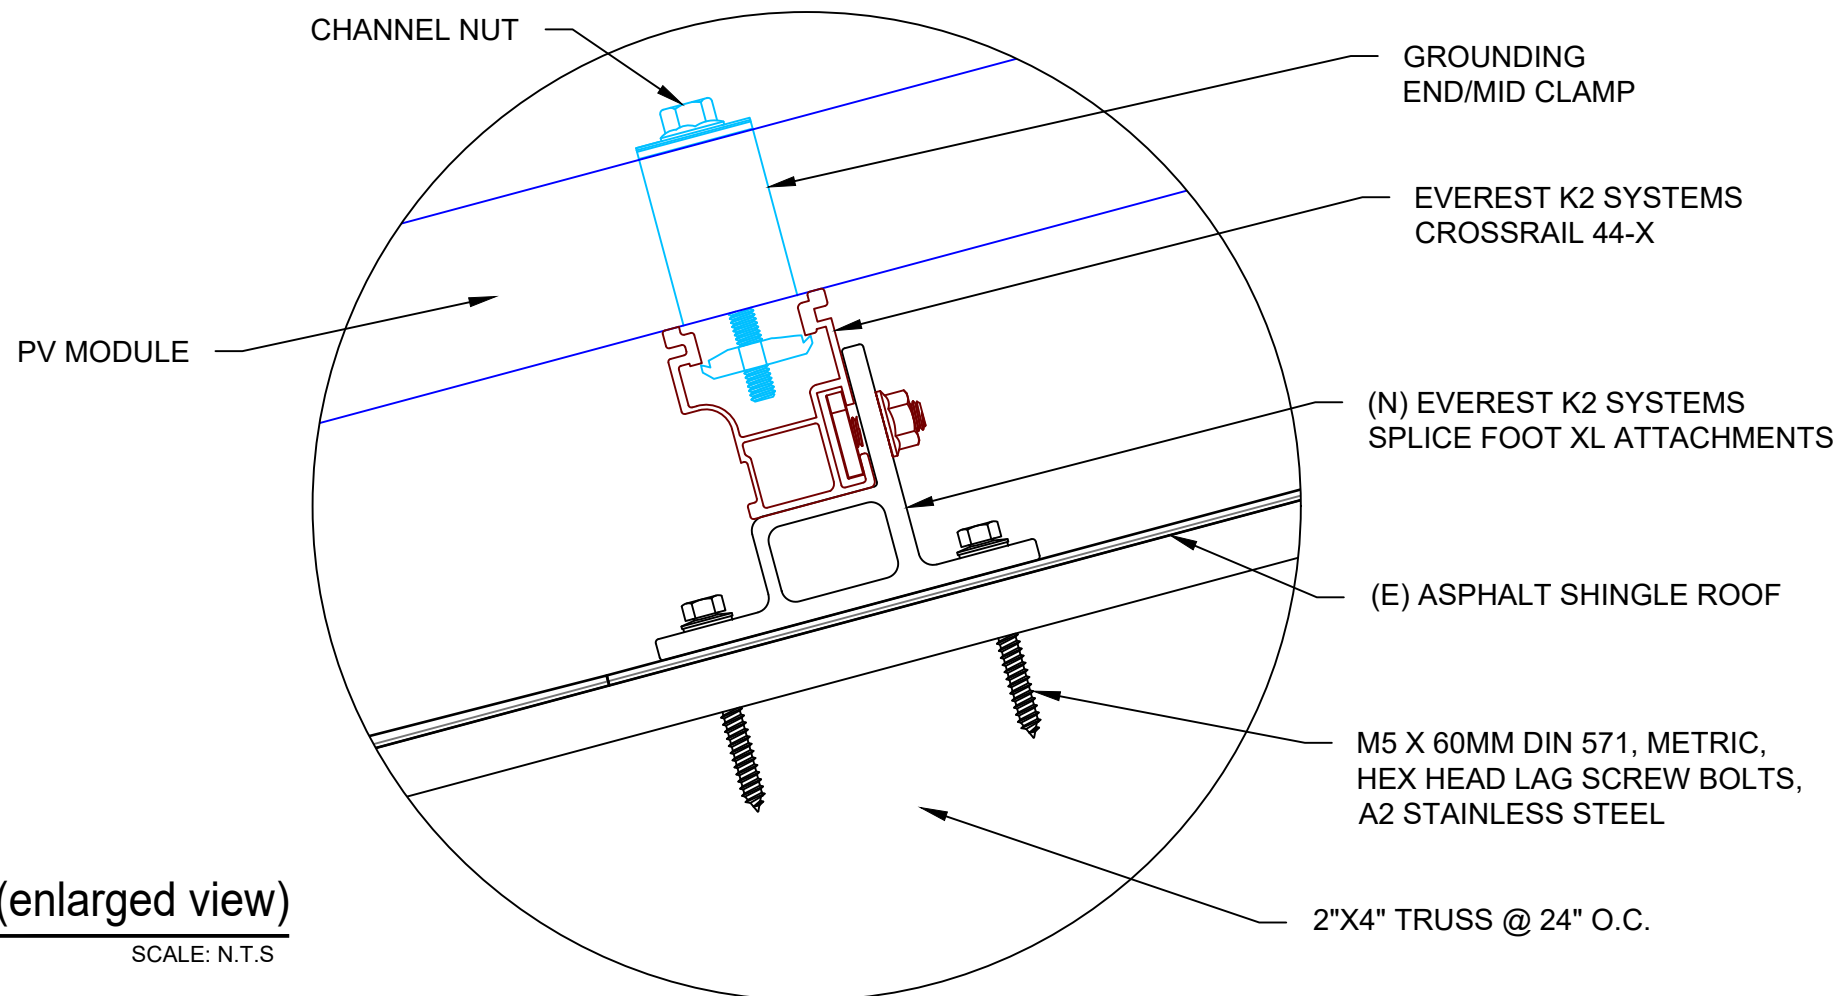 CHANNEL NUT
GROUNDING
END/MID CLAMP
EVEREST K2 SYSTEMS
CROSSRAIL 44-X
PV MODULE
(N) EVEREST K2 SYSTEMS
SPLICE FOOT XL ATTACHMENTS
(E) ASPHALT SHINGLE ROOF
M5 X 60MM DIN 571, METRIC,
HEX HEAD LAG SCREW BOLTS,
A2 STAINLESS STEEL
2"X4" TRUSS @ 24" O.C.
(enlarged view)
SCALE: N.T.S